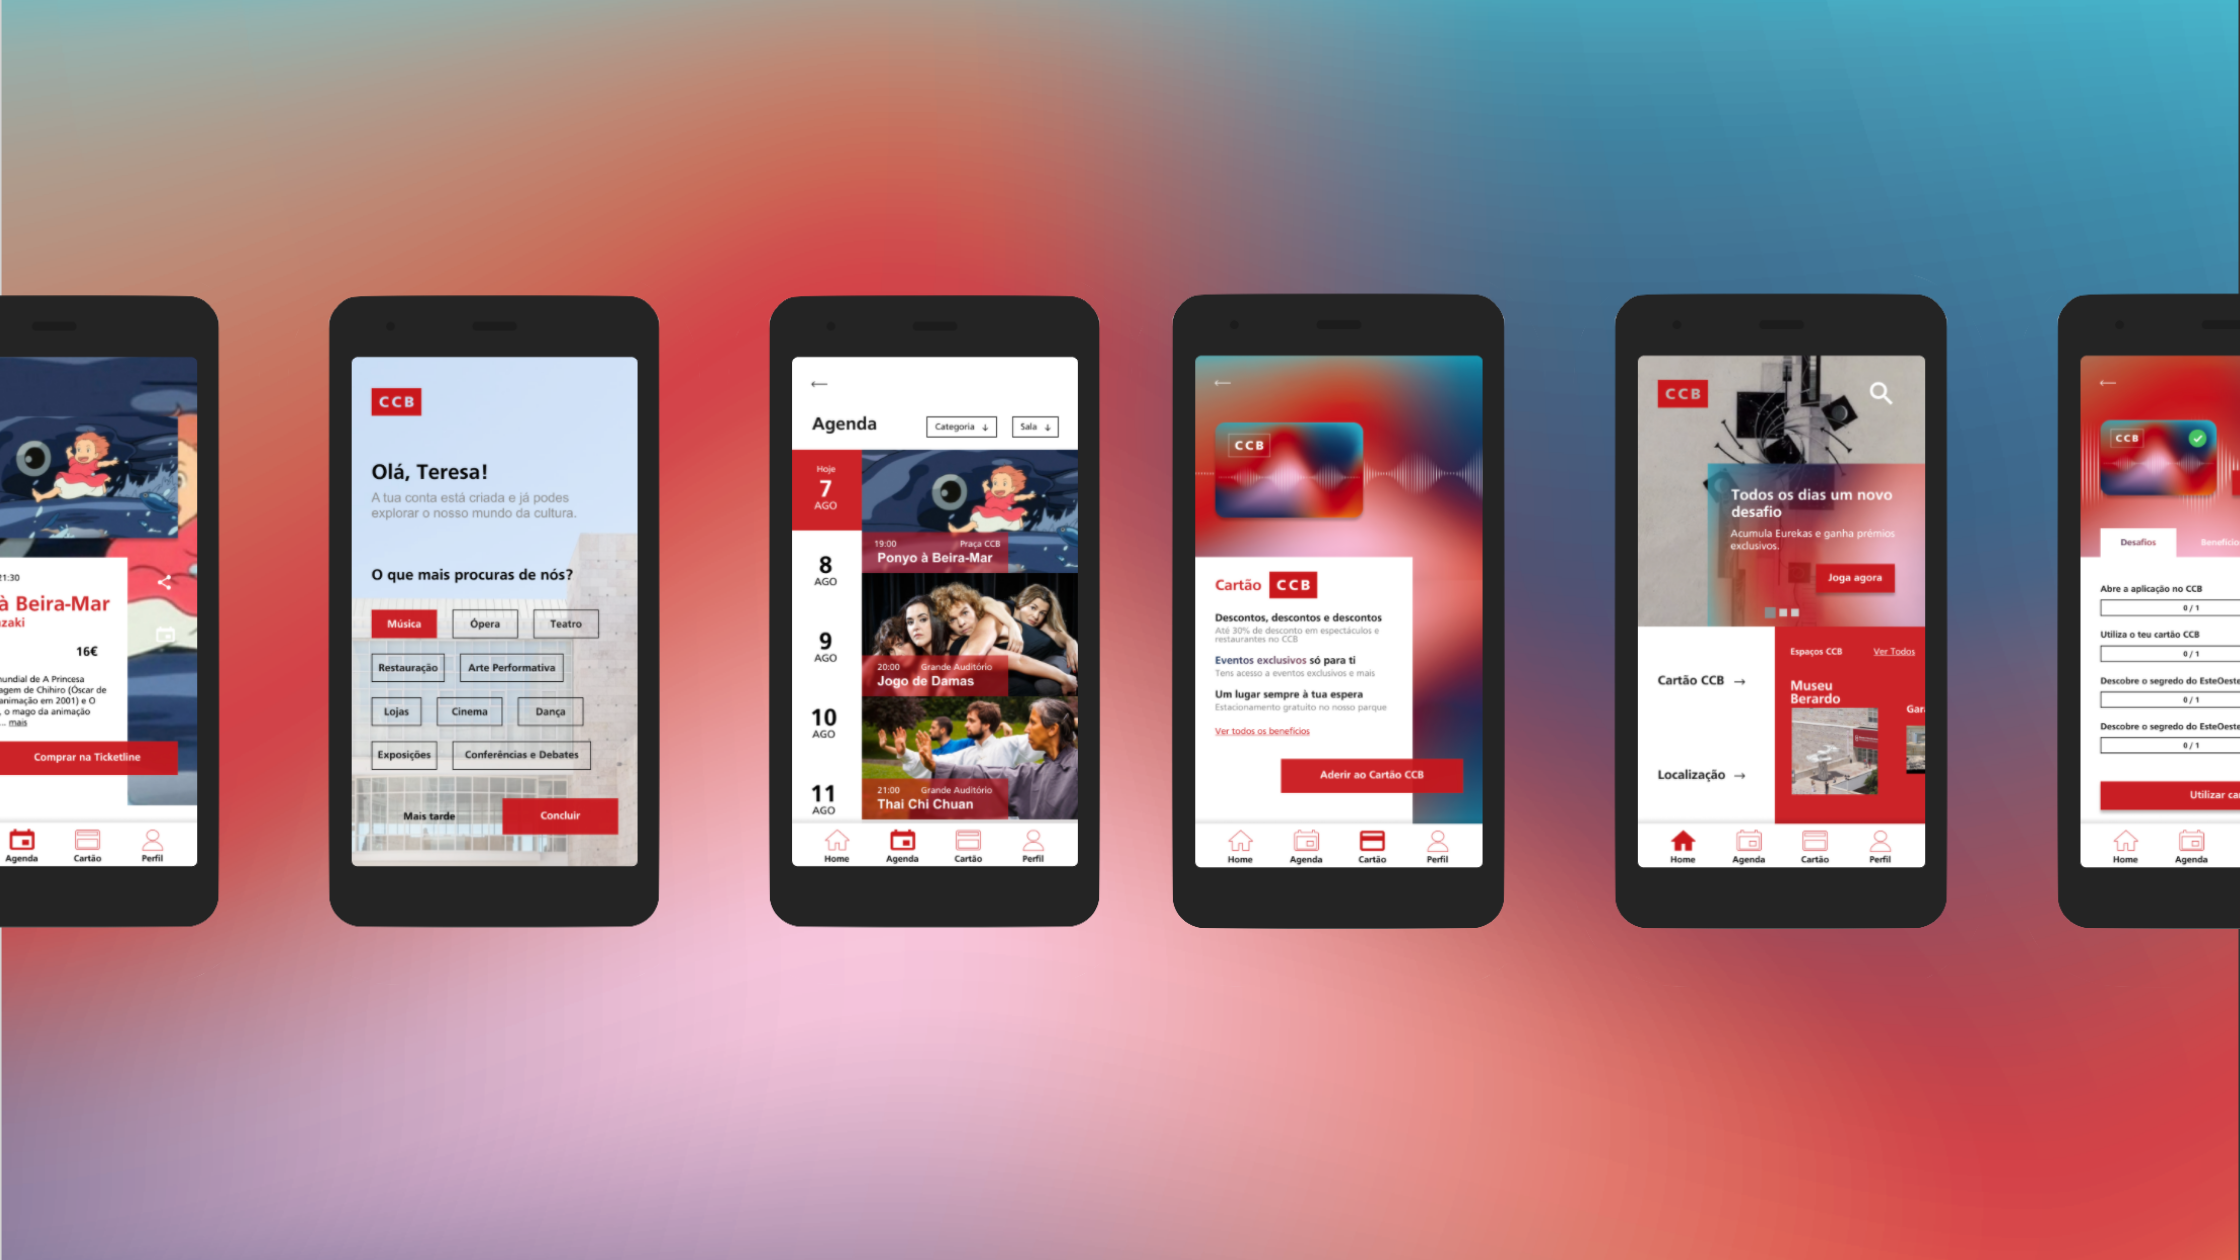 21:30
à Beira-Mar
zaki
16€
nundial de A Princesa
agem de Chihiro (Óscar de
animação em 2001) e O
, o mago da animação
... mais
Comprar na Ticketline
Agenda
Cartão
Perfil
CCB
Olá, Teresa!
A tua conta está criada e já podes
explorar o nosso mundo da cultura.
O que mais procuras de nós?
Música
Ópera
Teatro
Restauração
Arte Performativa
Lojas
Cinema
Dança
Exposições
Conferências e Debates
Mais tarde
Concluir
←
Agenda
Categoria ↓
Sala ↓
Hoje
7
AGO
19:00 Praça CCB
Ponyo à Beira-Mar
8
AGO
9
AGO
20:00 Grande Auditório
Jogo de Damas
10
AGO
11
AGO
21:00 Grande Auditório
Thai Chi Chuan
Home
Agenda
Cartão
Perfil
←
CCB
Cartão CCB
Descontos, descontos e descontos
Até 30% de desconto em espectáculos e
restaurantes no CCB
Eventos exclusivos só para ti
Tens acesso a eventos exclusivos e mais
Um lugar sempre à tua espera
Estacionamento gratuito no nosso parque
Ver todos os benefícios
Aderir ao Cartão CCB
Home
Agenda
Cartão
Perfil
CCB
Todos os dias um novo
desafio
Acumula Eurekas e ganha prémios
exclusivos.
Joga agora
Cartão CCB →
Localização →
Espaços CCB
Ver Todos
Museu
Berardo
Gar
Home
Agenda
Cartão
Perfil
←
CCB
Desafios
Benefício
Abre a aplicação no CCB
0 / 1
Utiliza o teu cartão CCB
0 / 1
Descobre o segredo do EsteOeste
0 / 1
Descobre o segredo do EsteOeste
0 / 1
Utilizar ca
Home
Agenda